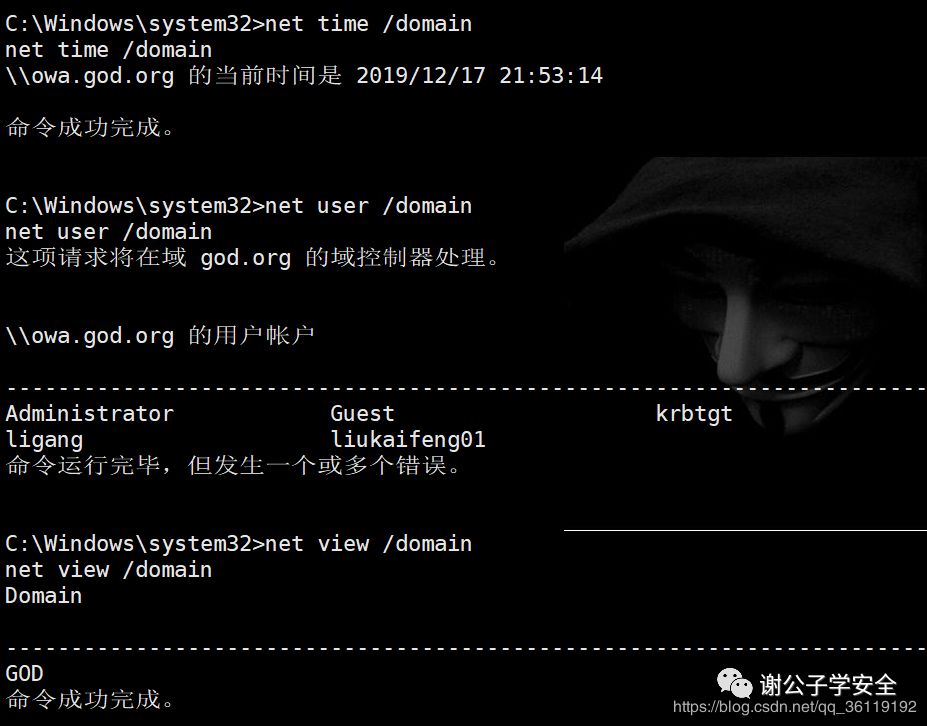 C:\Windows\system32>net time /domain
net time /domain
\\owa.god.org 的当前时间是 2019/12/17 21:53:14
命令成功完成。
C:\Windows\system32>net user /domain
net user /domain
这项请求将在域 god.org 的域控制器处理。
\\owa.god.org 的用户帐户
-------------------------------------------------------------------------------
Administrator            Guest                    krbtgt
ligang                   liukaifeng01
命令运行完毕，但发生一个或多个错误。
C:\Windows\system32>net view /domain
net view /domain
Domain
-------------------------------------------------------------------------------
GOD
命令成功完成。
谢公子学安全
https://blog.csdn.net/qq_36119192